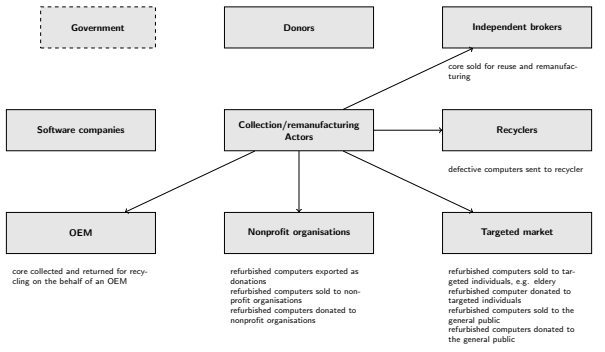 Government
Donors
Independent brokers
core sold for reuse and remanufac-
turing
Software companies
Collection/remanufacturing
Actors
Recyclers
defective computers sent to recycler
OEM
Nonprofit organisations
Targeted market
core collected and returned for recy-
cling on the behalf of an OEM
refurbished computers exported as
donations
refurbished computers sold to non-
profit organisations
refurbished computers donated to
nonprofit organisations
refurbished computers sold to tar-
geted individuals, e.g. eldery
refurbished computer donated to
targeted individuals
refurbished computers sold to the
general public
refurbished computers donated to
the general public